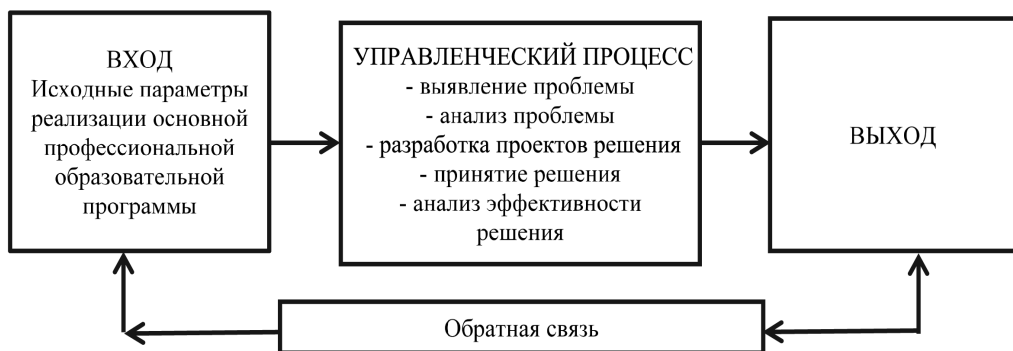 ВХОД
Исходные параметры
реализации основной
профессиональной
образовательной
программы
УПРАВЛЕНЧЕСКИЙ ПРОЦЕСС
- выявление проблемы
- анализ проблемы
- разработка проектов решения
- принятие решения
- анализ эффективности
решения
ВЫХОД
Обратная связь